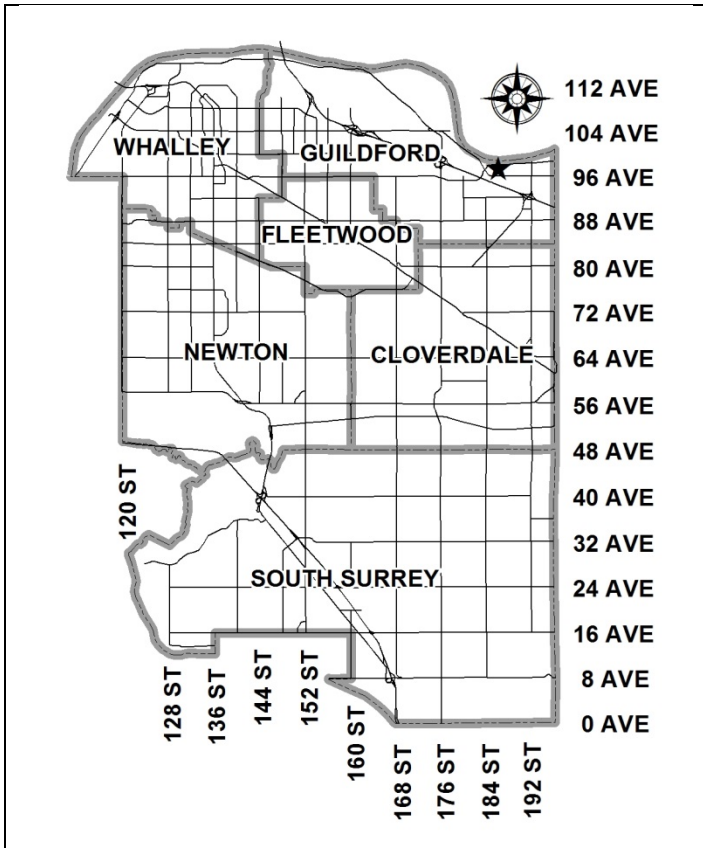 112 AVE
104 AVE
WHALLEY
GUILDFORD
96 AVE
88 AVE
FLEETWOOD
80 AVE
72 AVE
NEWTON
CLOVERDALE
64 AVE
56 AVE
48 AVE
120 ST
40 AVE
32 AVE
SOUTH SURREY
24 AVE
16 AVE
128 ST
136 ST
144 ST
152 ST
160 ST
8 AVE
0 AVE
168 ST
176 ST
184 ST
192 ST